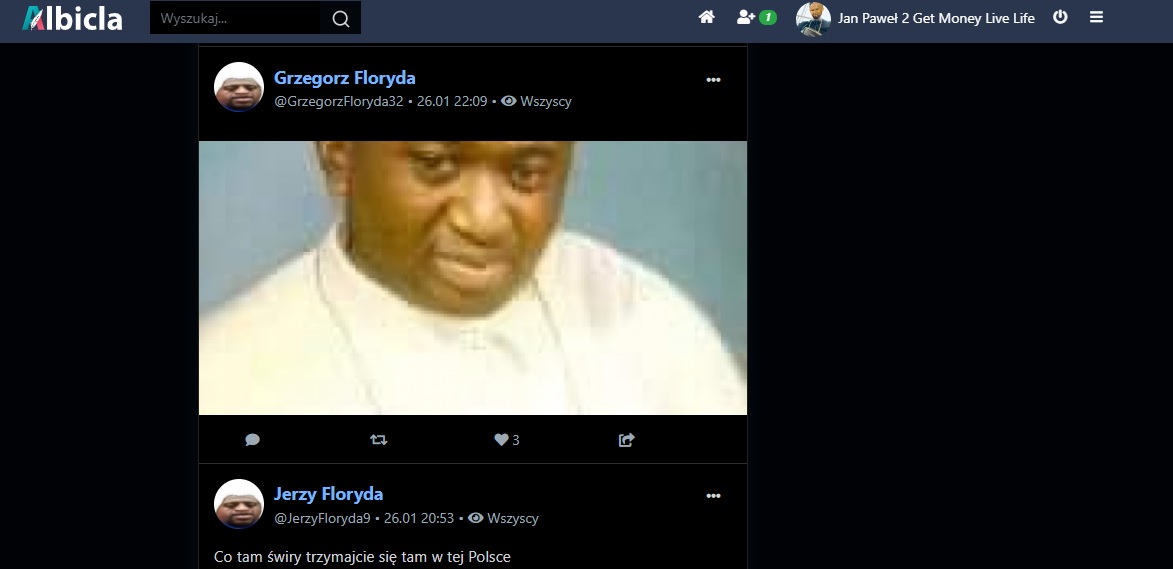 Albicla
Wyszukaj...
1
Jan Paweł 2 Get Money Live Life
Grzegorz Floryda
@GrzegorzFloryda32 • 26.01 22:09 • Wszyscy
3
Jerzy Floryda
@JerzyFloryda9 • 26.01 20:53 • Wszyscy
Co tam świry trzymajcie się tam w tej Polsce